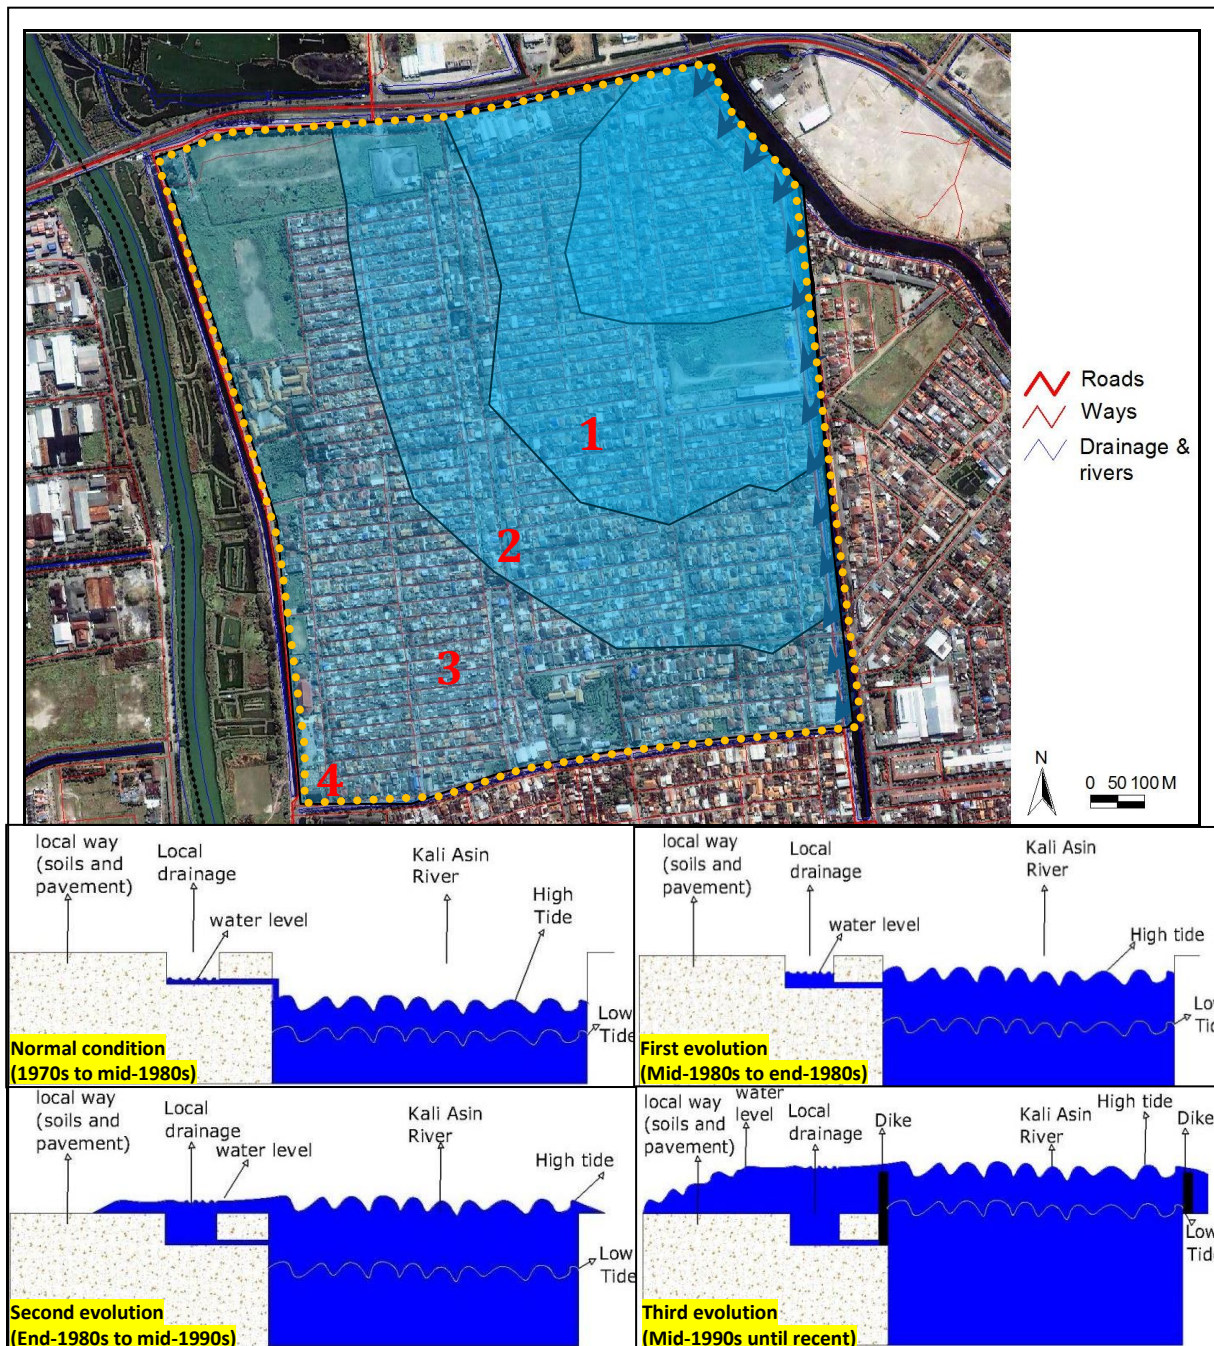 1
2
3
4
Roads
Ways
Drainage &
rivers
N
0 50 100 M
local way
(soils and
pavement)
Local
drainage
water level
Kali Asin
River
High
Tide
Low
Tide
Normal condition
(1970s to mid-1980s)
local way
(soils and
pavement)
Local
drainage
water level
Kali Asin
River
High tide
Low
Tid
First evolution
(Mid-1980s to end-1980s)
local way
(soils and
pavement)
Local
drainage
water level
Kali Asin
River
High tide
Low
Tide
Second evolution
(End-1980s to mid-1990s)
local way
(soils and
pavement)
water
level
Local
drainage
Dike
Kali Asin
River
High tide
Dike
Low
Tid
Third evolution
(Mid-1990s until recent)